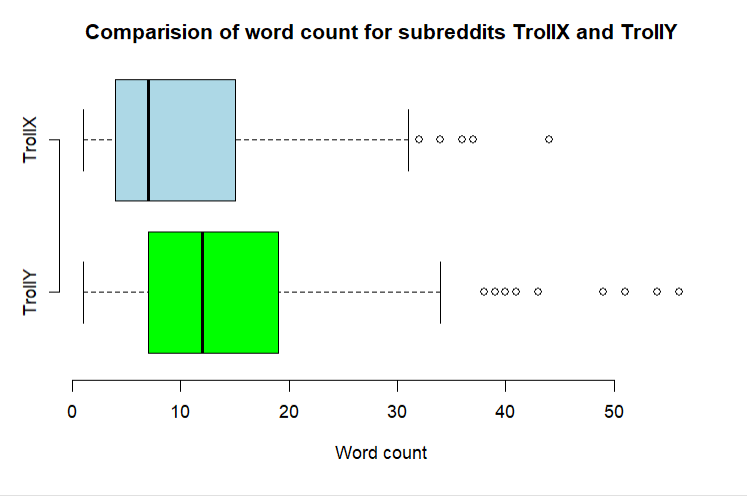 Comparision of word count for subreddits TrollX and TrollY
TrollX
TrollY
0 10 20 30 40 50
Word count